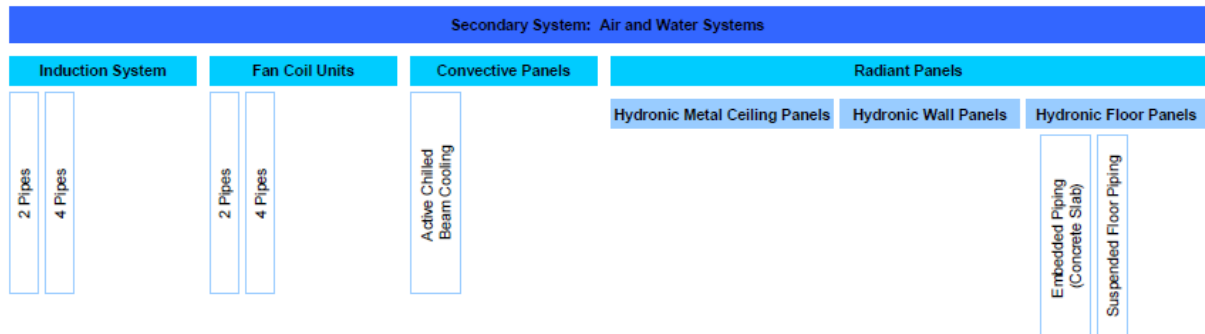 Secondary System: Air and Water Systems
Induction System
Fan Coil Units
Convective Panels
Radiant Panels
Hydronic Metal Ceiling Panels
Hydronic Wall Panels
Hydronic Floor Panels
2 Pipes
4 Pipes
2 Pipes
4 Pipes
Active Chilled
Beam Cooling
Embedded Piping
(Concrete Slab)
Suspended Floor Piping